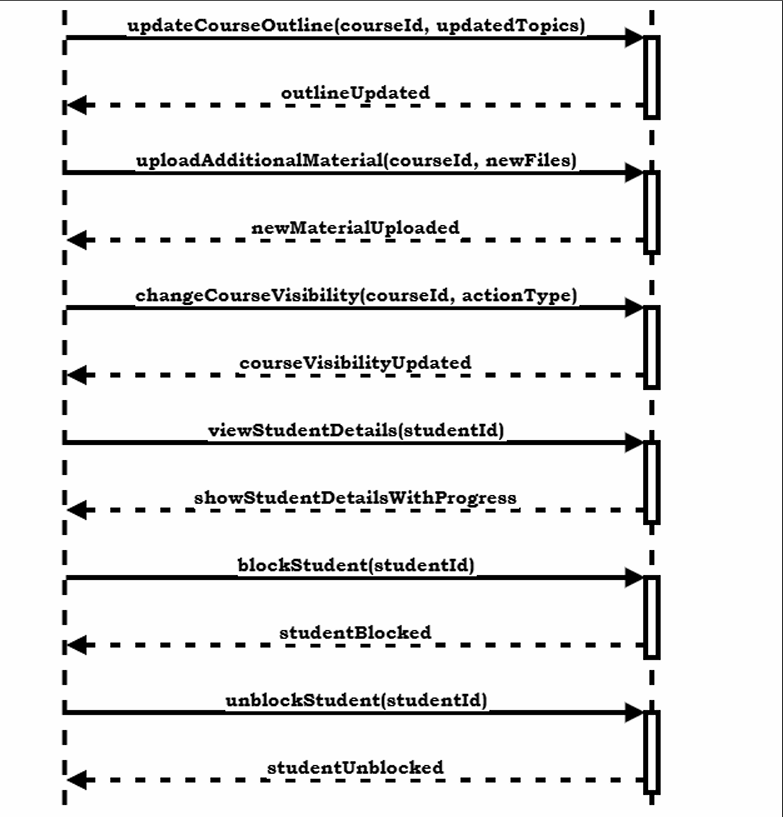 updateCourseOutline(courseId, updatedTopics)
outlineUpdated
uploadAdditionalMaterial(courseId, newFiles)
newMaterialUploaded
changeCourseVisibility(courseId, actionType)
courseVisibilityUpdated
viewStudentDetails(studentId)
showStudentDetailsWithProgress
blockStudent(studentId)
studentBlocked
unblockStudent(studentId)
studentUnblocked